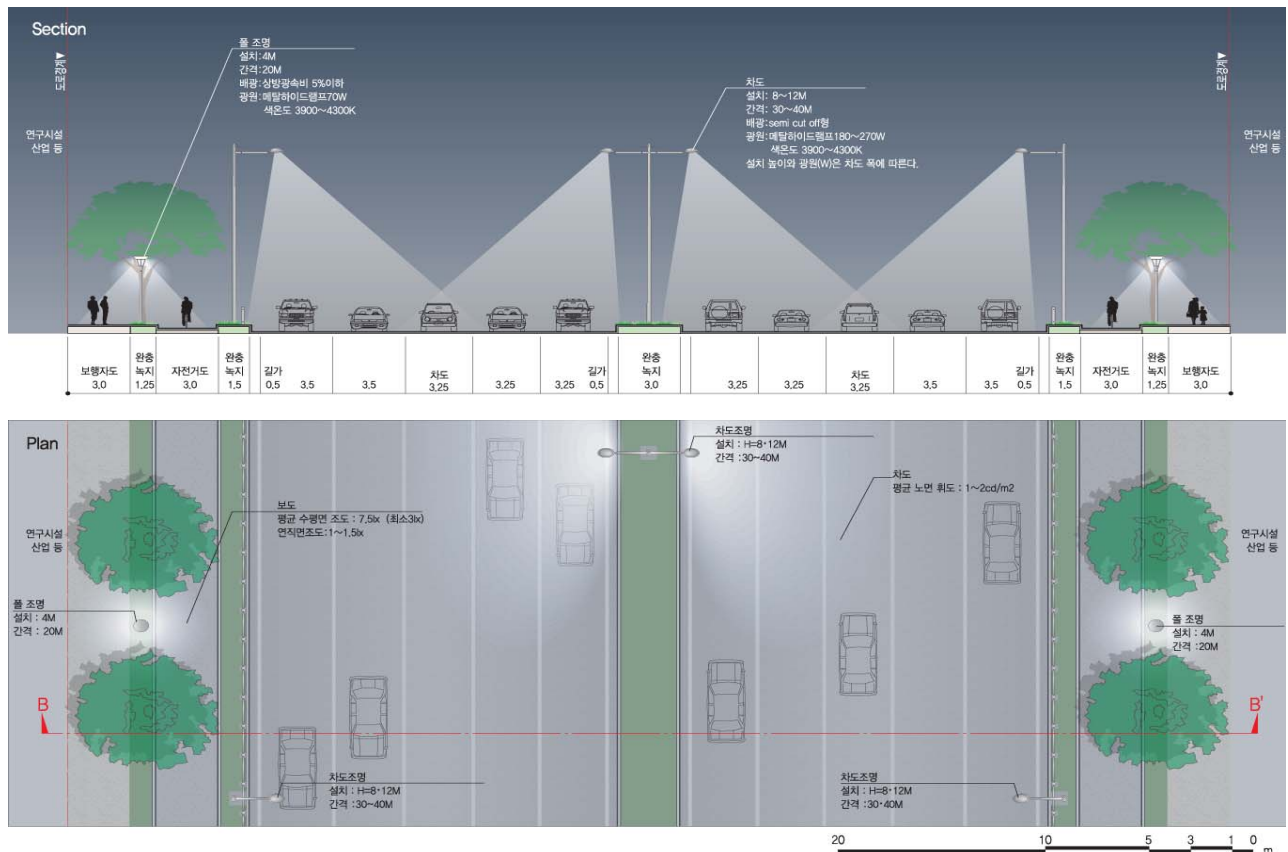 Section
도로경계▶
연구시설
산업 등
폴 조명
설치:4M
간격:20M
배광:상방광속비 5%이하
광원:메탈하이드램프70W
색온도 3900~4300K
차도
설치: 8~12M
간격: 30~40M
배광:semi cut off형
광원:메탈하이드램프180~270W
색온도 3900~4300K
설치 높이와 광원(W)은 차도 폭에 따른다.
도로경계▶
연구시설
산업 등
보행자도
3,0
완충
녹지
1,25
자전거도
3,0
완충
녹지
1,5
길가
0,5
3,5
3,5
차도
3,25
3,25
3,25
길가
0,5
완충
녹지
3,0
3,25
3,25
차도
3,25
3,5
3,5
길가
0,5
완충
녹지
1,5
자전거도
3,0
완충
녹지
1,25
보행자도
3,0
Plan
차도조명
설치 : H=8·12M
간격 :30~40M
차도
평균 노면 휘도 : 1~2cd/m2
보도
평균 수평면 조도 : 7,5lx (최소3lx)
연직면조도:1~1,5lx
연구시설
산업 등
연구시설
산업 등
폴 조명
설치 : 4M
간격 : 20M
폴 조명
설치 : 4M
간격 :20M
B
B'
차도조명
설치 : H=8·12M
간격 :30~40M
차도조명
설치 : H=8·12M
간격 :30·40M
20 10 5 3 1 0
m